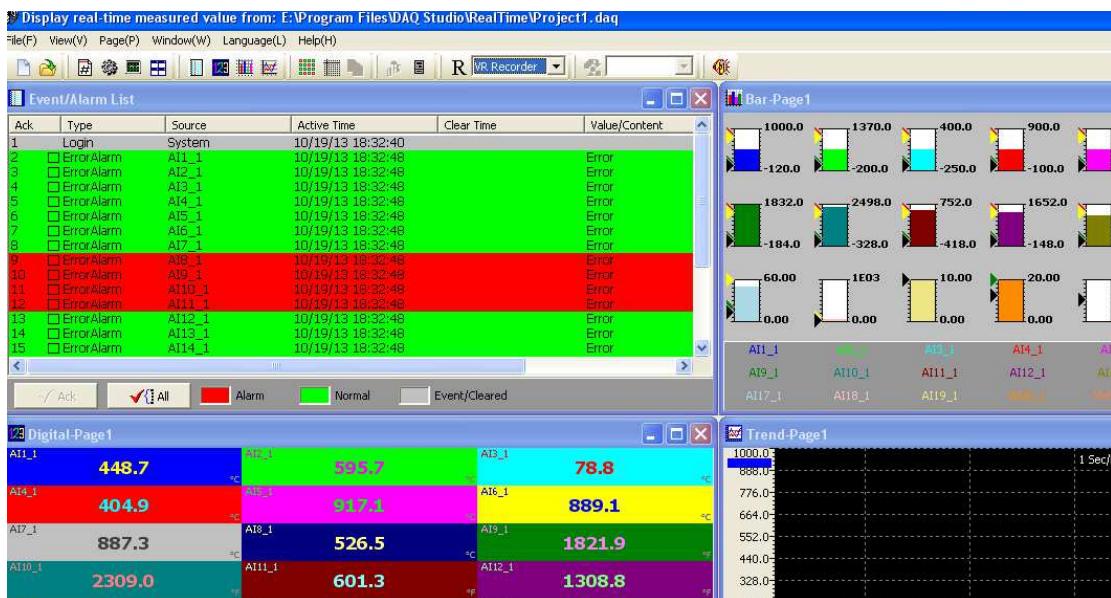 Display real-time measured value from: E:\Program Files\DAQ Studio\RealTime\Project1.daq
File(F) View(V) Page(P) Window(W) Language(L) Help(H)
R VR Recorder
Event/Alarm List
Ack Type Source Active Time Clear Time Value/Content
1 Login System 10/19/13 18:32:40
2 ErrorAlarm AI1_1 10/19/13 18:32:48 Error
3 ErrorAlarm AI2_1 10/19/13 18:32:48 Error
4 ErrorAlarm AI3_1 10/19/13 18:32:48 Error
5 ErrorAlarm AI4_1 10/19/13 18:32:48 Error
6 ErrorAlarm AI5_1 10/19/13 18:32:48 Error
7 ErrorAlarm AI6_1 10/19/13 18:32:48 Error
8 ErrorAlarm AI7_1 10/19/13 18:32:48 Error
9 ErrorAlarm AI8_1 10/19/13 18:32:48 Error
10 ErrorAlarm AI9_1 10/19/13 18:32:48 Error
11 ErrorAlarm AI10_1 10/19/13 18:32:48 Error
12 ErrorAlarm AI11_1 10/19/13 18:32:48 Error
13 ErrorAlarm AI12_1 10/19/13 18:32:48 Error
14 ErrorAlarm AI13_1 10/19/13 18:32:48 Error
15 ErrorAlarm AI14_1 10/19/13 18:32:48 Error
Ack All Alarm Normal Event/Cleared
Bar-Page1
1000.0 1370.0 400.0 900.0
-120.0 -200.0 -250.0 -100.0
1832.0 2498.0 752.0 1652.0
-184.0 -328.0 -418.0 -148.0
60.00 1E03 10.00 20.00
0.00 0.00 0.00 0.00
AI1_1 AI3_1 AI4_1
AI9_1 AI10_1 AI11_1 AI12_1
AI17_1 AI18_1 AI19_1
Digital-Page1
AI1_1 AI2_1 AI3_1
448.7 °C 595.7 78.8 °C
AI4_1 AI5_1 AI6_1
404.9 °C 917.1 889.1 °C
AI7_1 AI8_1 AI9_1
887.3 °C 526.5 °C 1821.9 °F
AI10_1 AI11_1 AI12_1
2309.0 601.3 °F 1308.8 °F
Trend-Page1
1000.0
1 Sec/
888.0
776.0
664.0
552.0
440.0
328.0